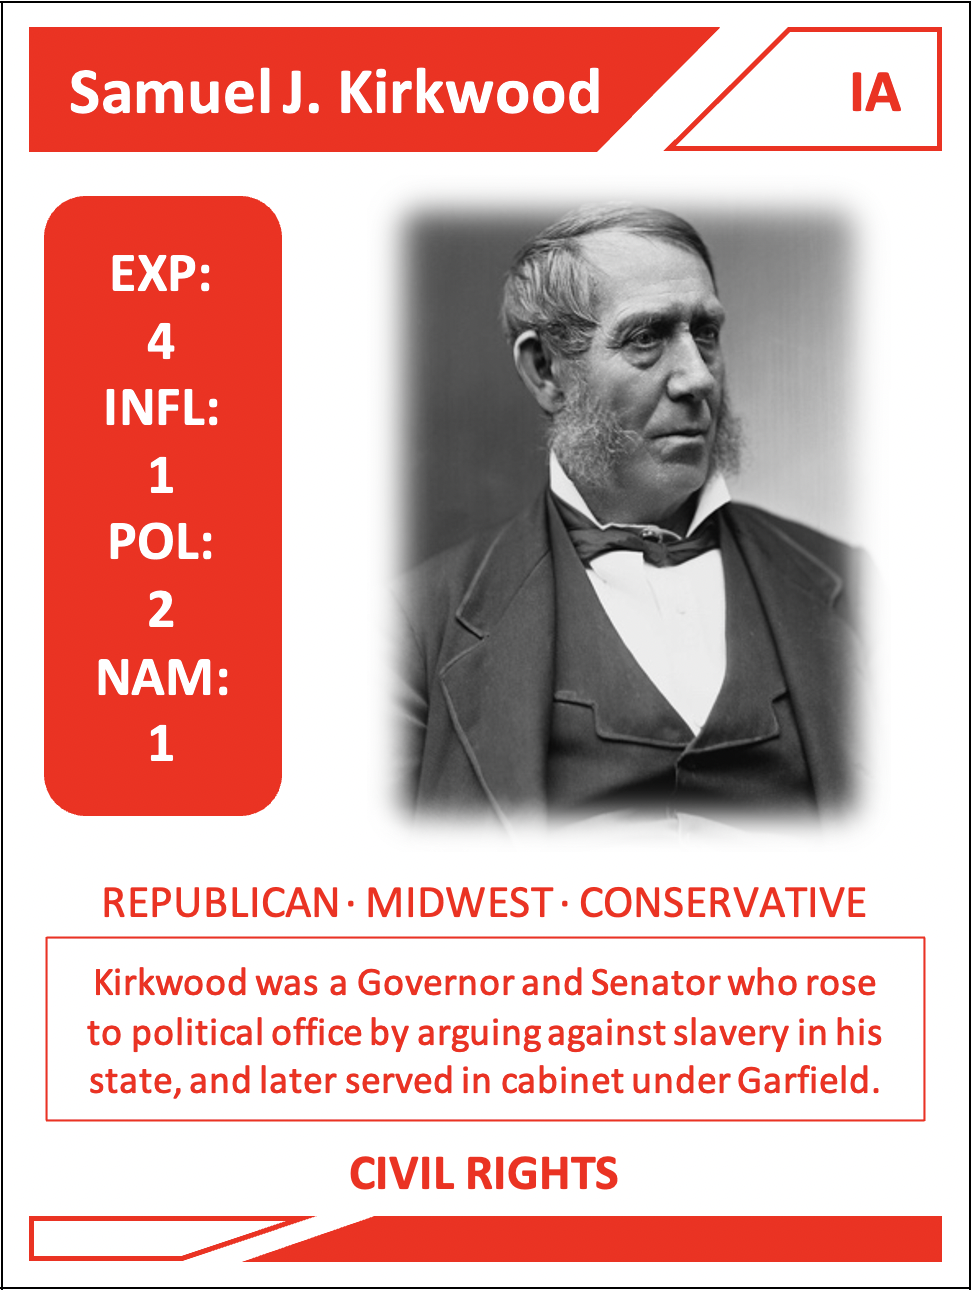 Samuel J. Kirkwood
IA
EXP:
4
INFL:
1
POL:
2
NAM:
1
REPUBLICAN · MIDWEST · CONSERVATIVE
Kirkwood was a Governor and Senator who rose
to political office by arguing against slavery in his
state, and later served in cabinet under Garfield.
CIVIL RIGHTS